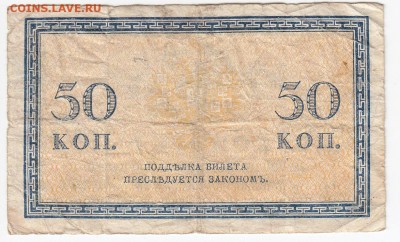 COINS.LAVE.RU
50 50
КОП. КОП.
ПОДДѢЛКА БИЛЕТА
ПРЕСЛѢДУЕТСЯ ЗАКОНОМЪ.